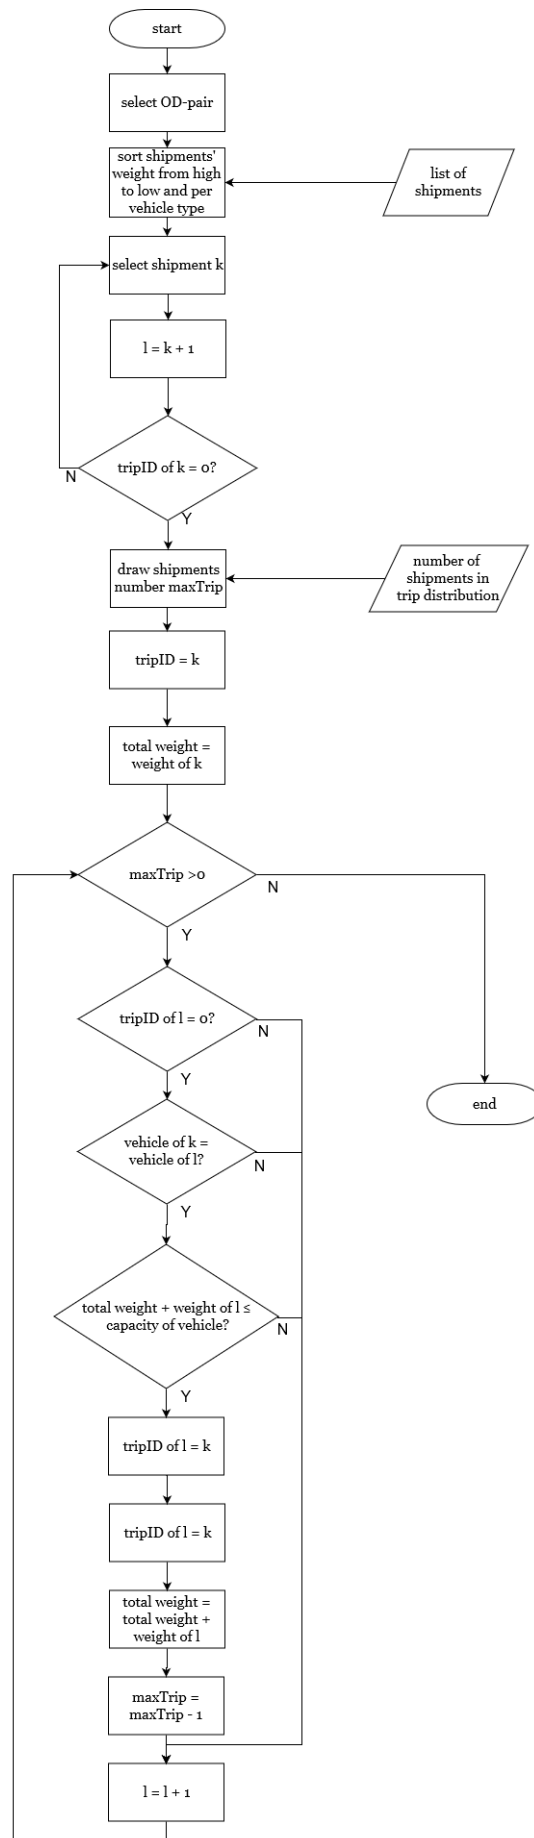 start
select OD-pair
sort shipments'
weight from high
to low and per
vehicle type
list of
shipments
select shipment k
l = k + 1
tripID of k = 0?
N
Y
draw shipments
number maxTrip
number of
shipments in
trip distribution
tripID = k
total weight =
weight of k
maxTrip >0
N
Y
tripID of l = 0?
N
Y
end
vehicle of k =
vehicle of l?
N
Y
total weight + weight of l ≤
capacity of vehicle?
N
Y
tripID of l = k
tripID of l = k
total weight =
total weight +
weight of l
maxTrip =
maxTrip - 1
l = l + 1